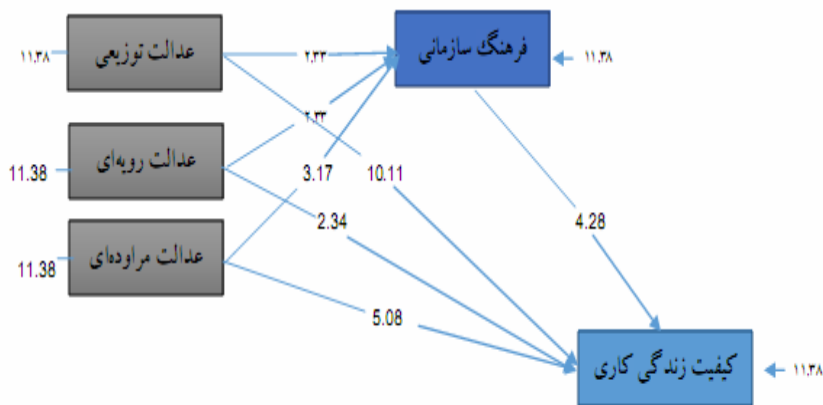 ۱۱.۳۸
عدالت توزیعی
۲.۳۳
فرهنگ سازمانی
۱۱.۳۸
۲.۳۳
11.38
عدالت رویه‌ای
3.17
10.11
2.34
4.28
11.38
عدالت مراوده‌ای
5.08
کیفیت زندگی کاری
۱۱.۳۸